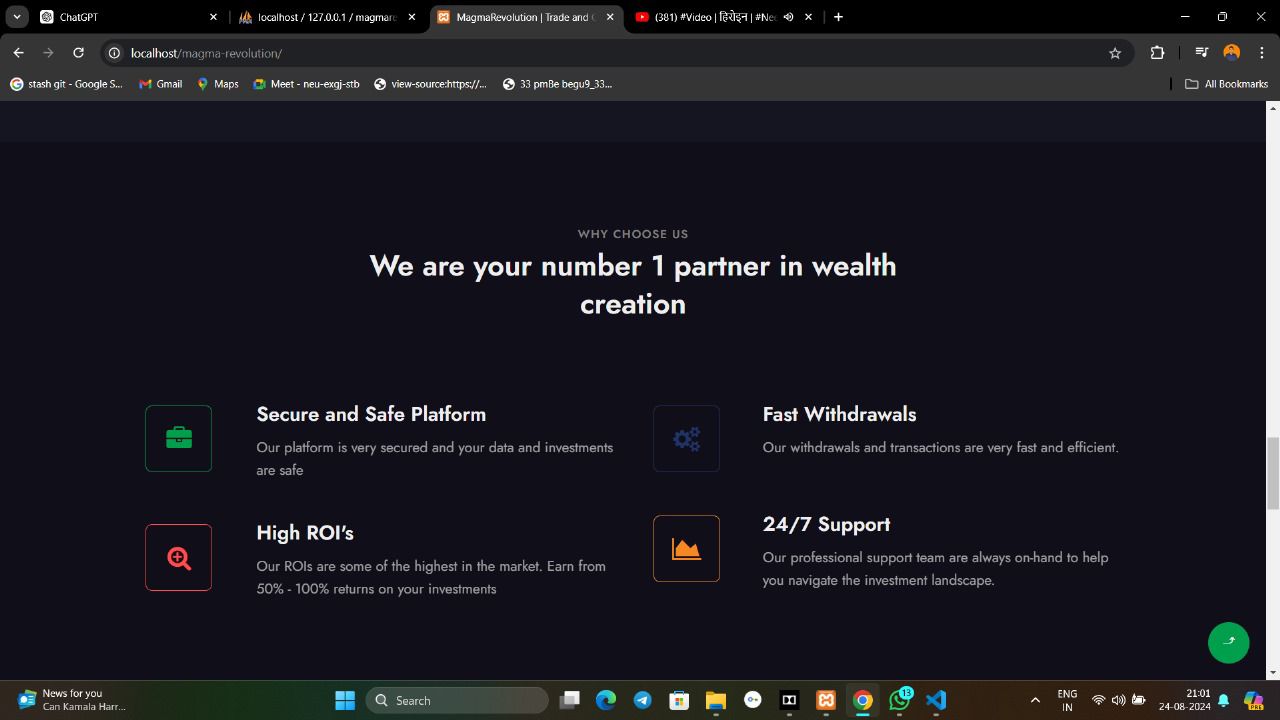 ChatGPT
localhost / 127.0.0.1 / magmare
MagmaRevolution | Trade and
(381) #Video | हिरोइन | #Nee
localhost/magma-revolution/
stash git - Google S...
Gmail
Maps
Meet - neu-exgj-stb
view-source:https://...
33 pmBe begu9_33...
All Bookmarks
WHY CHOOSE US
We are your number 1 partner in wealth
creation
Secure and Safe Platform
Our platform is very secured and your data and investments
are safe
Fast Withdrawals
Our withdrawals and transactions are very fast and efficient.
High ROI's
Our ROIs are some of the highest in the market. Earn from
50% - 100% returns on your investments
24/7 Support
Our professional support team are always on-hand to help
you navigate the investment landscape.
News for you
Can Kamala Harr...
Search
13
ENG
IN
21:01
24-08-2024
PRE